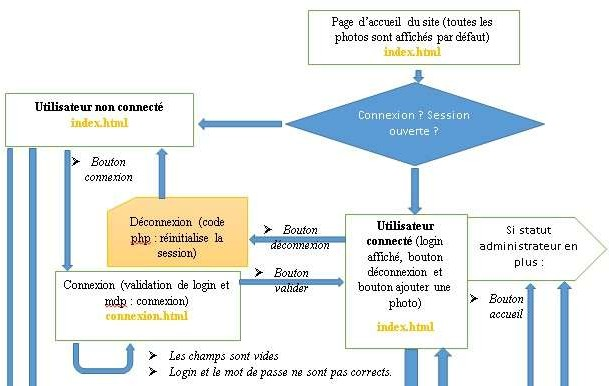 Page d'accueil du site (toutes les
photos sont affichés par défaut)
index.html
Connexion ? Session
ouverte ?
Utilisateur non connecté
index.html
Bouton
connexion
Déconnexion (code
php : réinitialise la
session)
Bouton
déconnexion
Utilisateur
connecté (login
affiché, bouton
déconnexion et
bouton ajouter une
photo)
index.html
Si statut
administrateur en
plus :
Connexion (validation de login et
mdp : connexion)
connexion.html
Bouton
valider
Bouton
accueil
Les champs sont vides
Login et le mot de passe ne sont pas corrects.